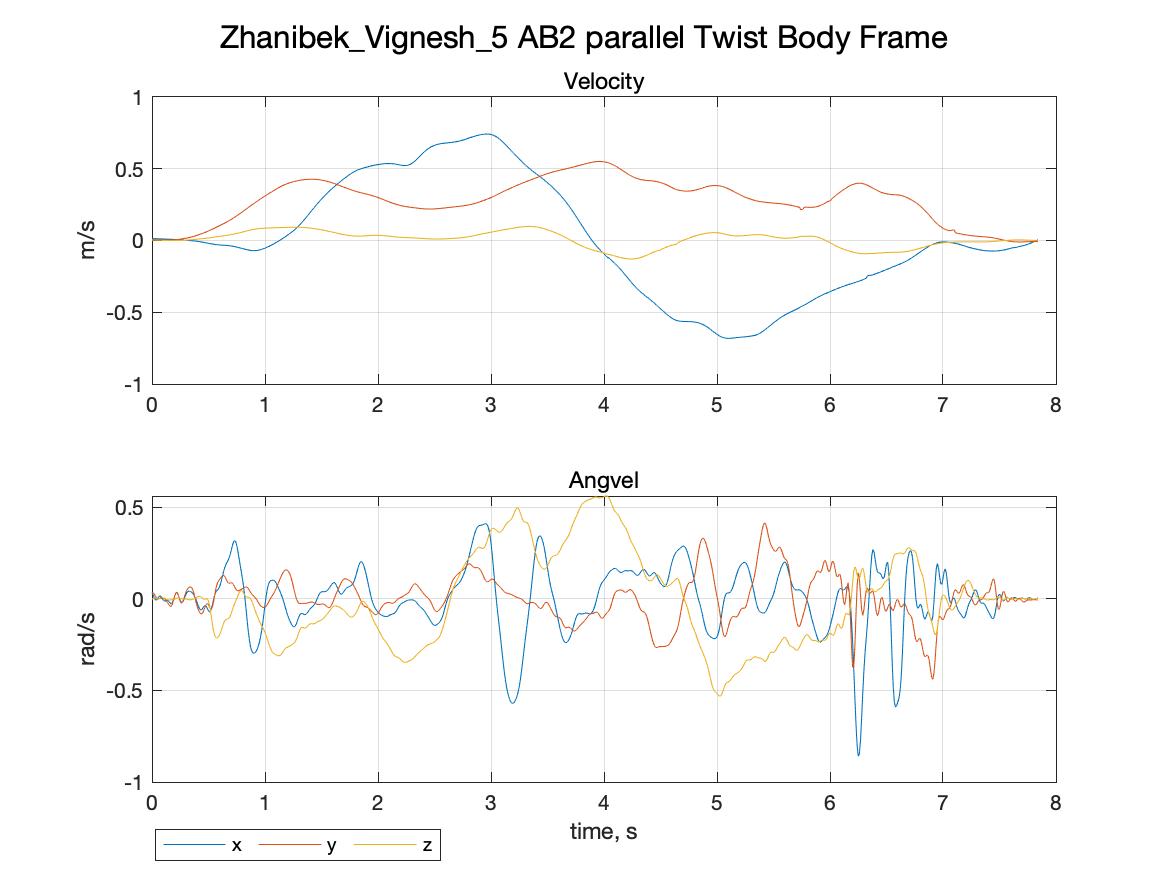 Zhanibek_Vignesh_5 AB2 parallel Twist Body Frame
Velocity
1
0.5
0
-0.5
-1
m/s
0 1 2 3 4 5 6 7 8
Angvel
0.5
0
-0.5
-1
rad/s
0 1 2 3 4 5 6 7 8
time, s
x y z